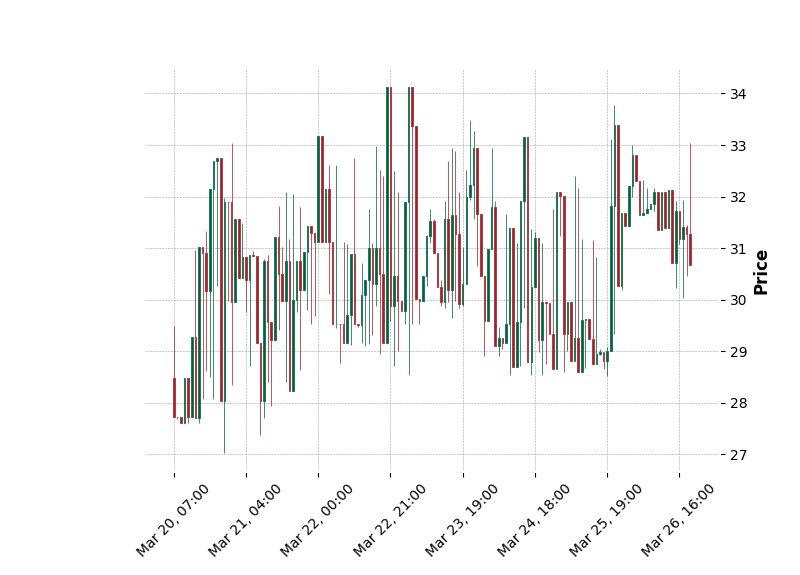 34
33
32
31
30
29
28
27
Price
Mar 20, 07:00
Mar 21, 04:00
Mar 22, 00:00
Mar 22, 21:00
Mar 23, 19:00
Mar 24, 18:00
Mar 25, 19:00
Mar 26, 16:00